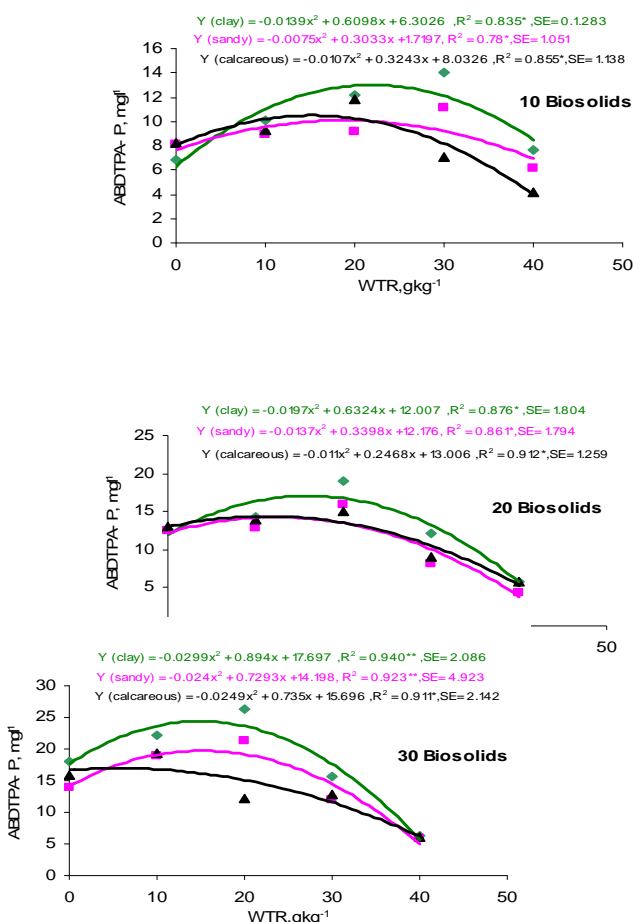 Y (clay) =-0.0139x² + 0.6098x + 6.3026 ,R² = 0.835*,SE= 0.1.283
Y (sandy) =-0.0075x² + 0.3033x +1.7197, R² = 0.78*,SE=1.051
Y (calcareous) =-0.0107x² + 0.3243x + 8.0326 ,R² = 0.855*,SE=1.138
16
14
12
10
8
6
4
2
0
ABDTPA- P, mgl¹
10 Biosolids
0 10 20 30 40 50
WTR,gkg⁻¹
Y (clay) =-0.0197x² + 0.6324x + 12.007 ,R² = 0.876*,SE=1.804
Y (sandy) =-0.0137x² + 0.3398x +12.176, R² = 0.861*,SE=1.794
Y (calcareous) =-0.011x² + 0.2468x + 13.006 ,R² = 0.912*,SE=1.259
25
20
15
10
5
ABDTPA- P, mgl¹
20 Biosolids
50
Y (clay) =-0.0299x² + 0.894x + 17.697 ,R² = 0.940**,SE= 2.086
Y (sandy) =-0.024x² + 0.7293x +14.198, R² = 0.923**,SE=4.923
Y (calcareous) =-0.0249x² + 0.735x + 15.696 ,R² = 0.911*,SE=2.142
30
25
20
15
10
5
0
ABDTPA- P, mgl¹
30 Biosolids
0 10 20 30 40 50
WTR,gkg⁻¹